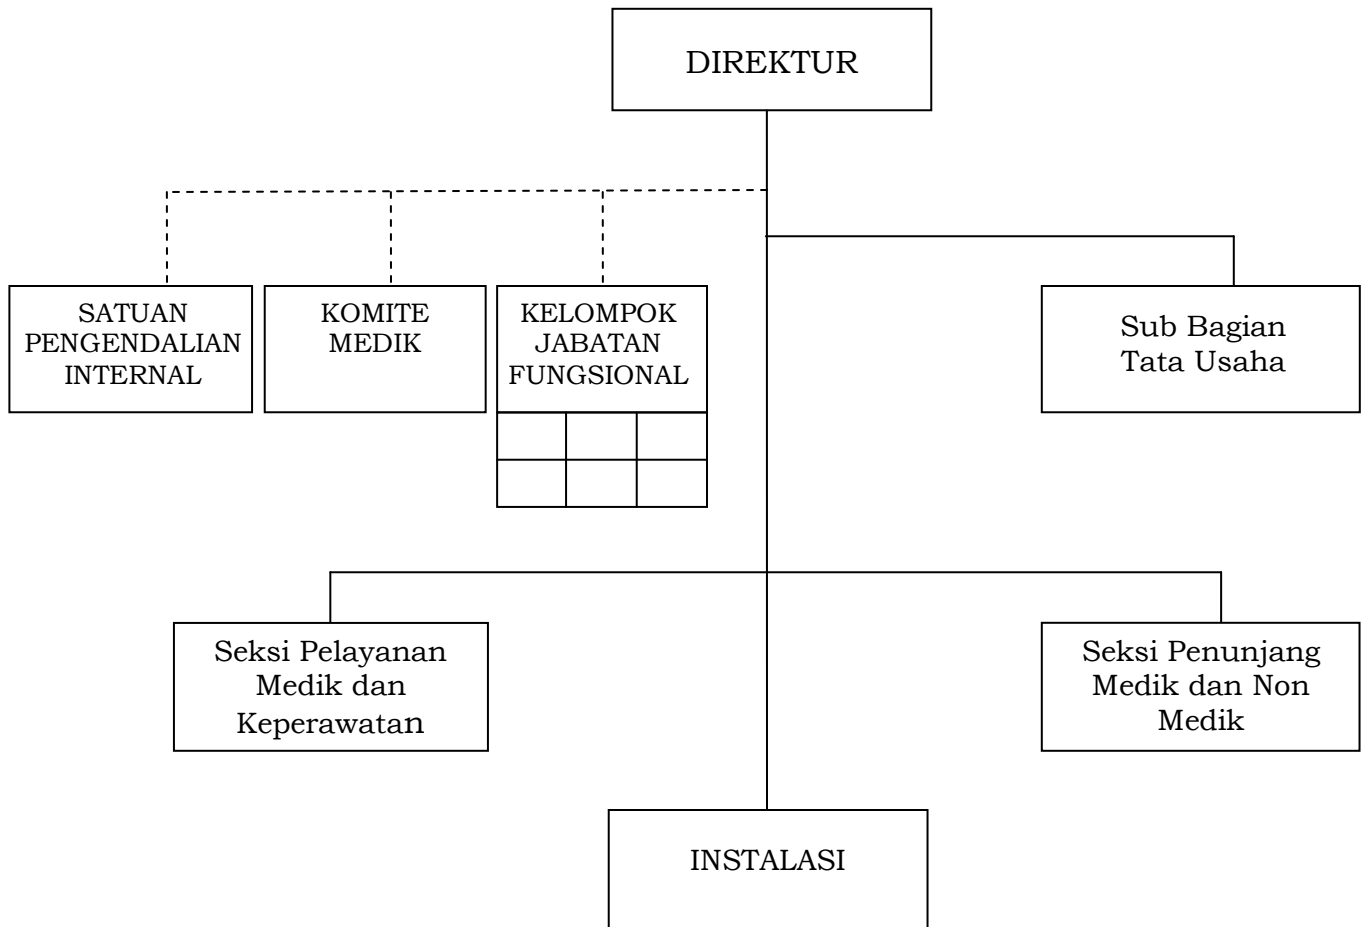 DIREKTUR
SATUAN
PENGENDALIAN
INTERNAL
KOMITE
MEDIK
KELOMPOK
JABATAN
FUNGSIONAL
Sub Bagian
Tata Usaha
Seksi Pelayanan
Medik dan
Keperawatan
Seksi Penunjang
Medik dan Non
Medik
INSTALASI